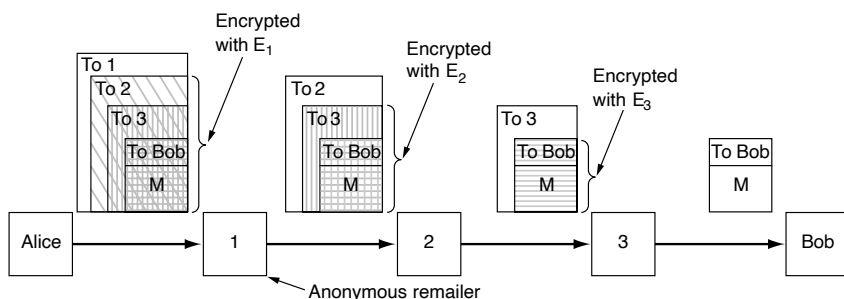 Encrypted
with E₁
Encrypted
with E₂
Encrypted
with E₃
To 1
To 2
To 3
To Bob
M
To 2
To 3
To Bob
M
To 3
To Bob
M
To Bob
M
Alice
1
2
3
Bob
Anonymous remailer